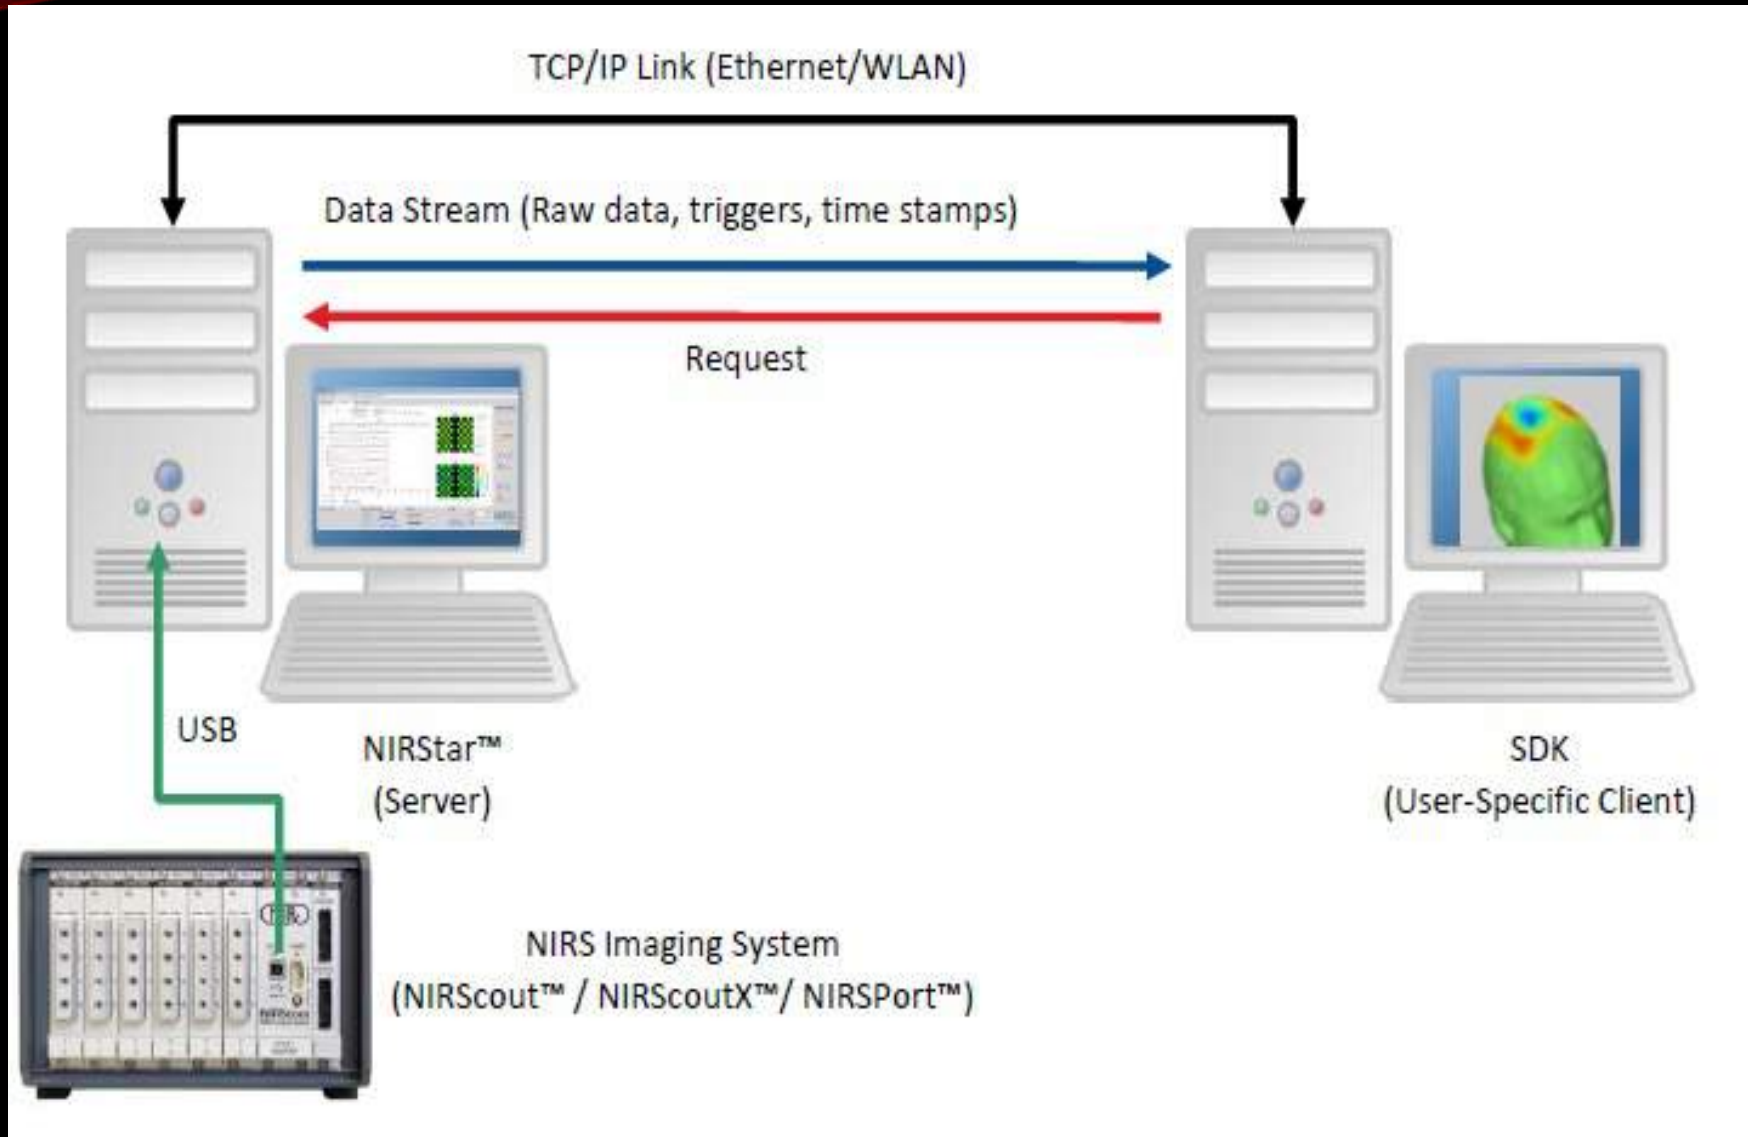 TCP/IP Link (Ethernet/WLAN)
Data Stream (Raw data, triggers, time stamps)
Request
USB
NIRStar™
(Server)
SDK
(User-Specific Client)
NIRS Imaging System
(NIRScout™ / NIRScoutX™/ NIRSPort™)